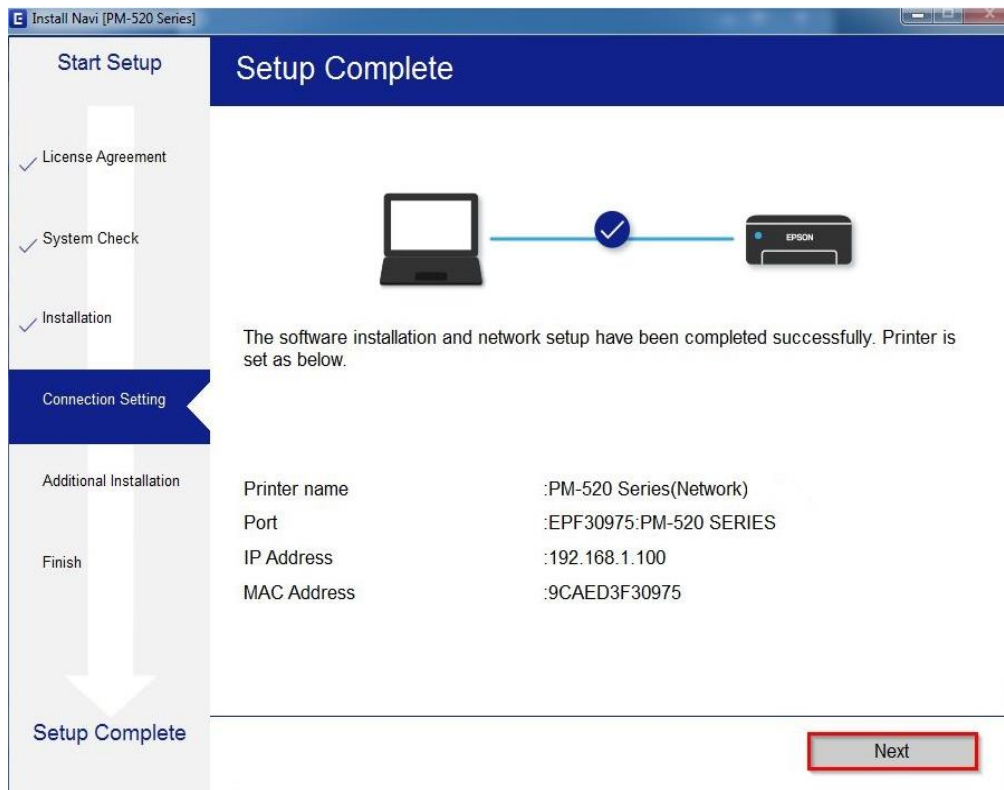 Install Navi [PM-520 Series]
Start Setup
License Agreement
System Check
Installation
Connection Setting
Additional Installation
Finish
Setup Complete
Setup Complete
EPSON
The software installation and network setup have been completed successfully. Printer is
set as below.
Printer name :PM-520 Series(Network)
Port :EPF30975:PM-520 SERIES
IP Address :192.168.1.100
MAC Address :9CAED3F30975
Next